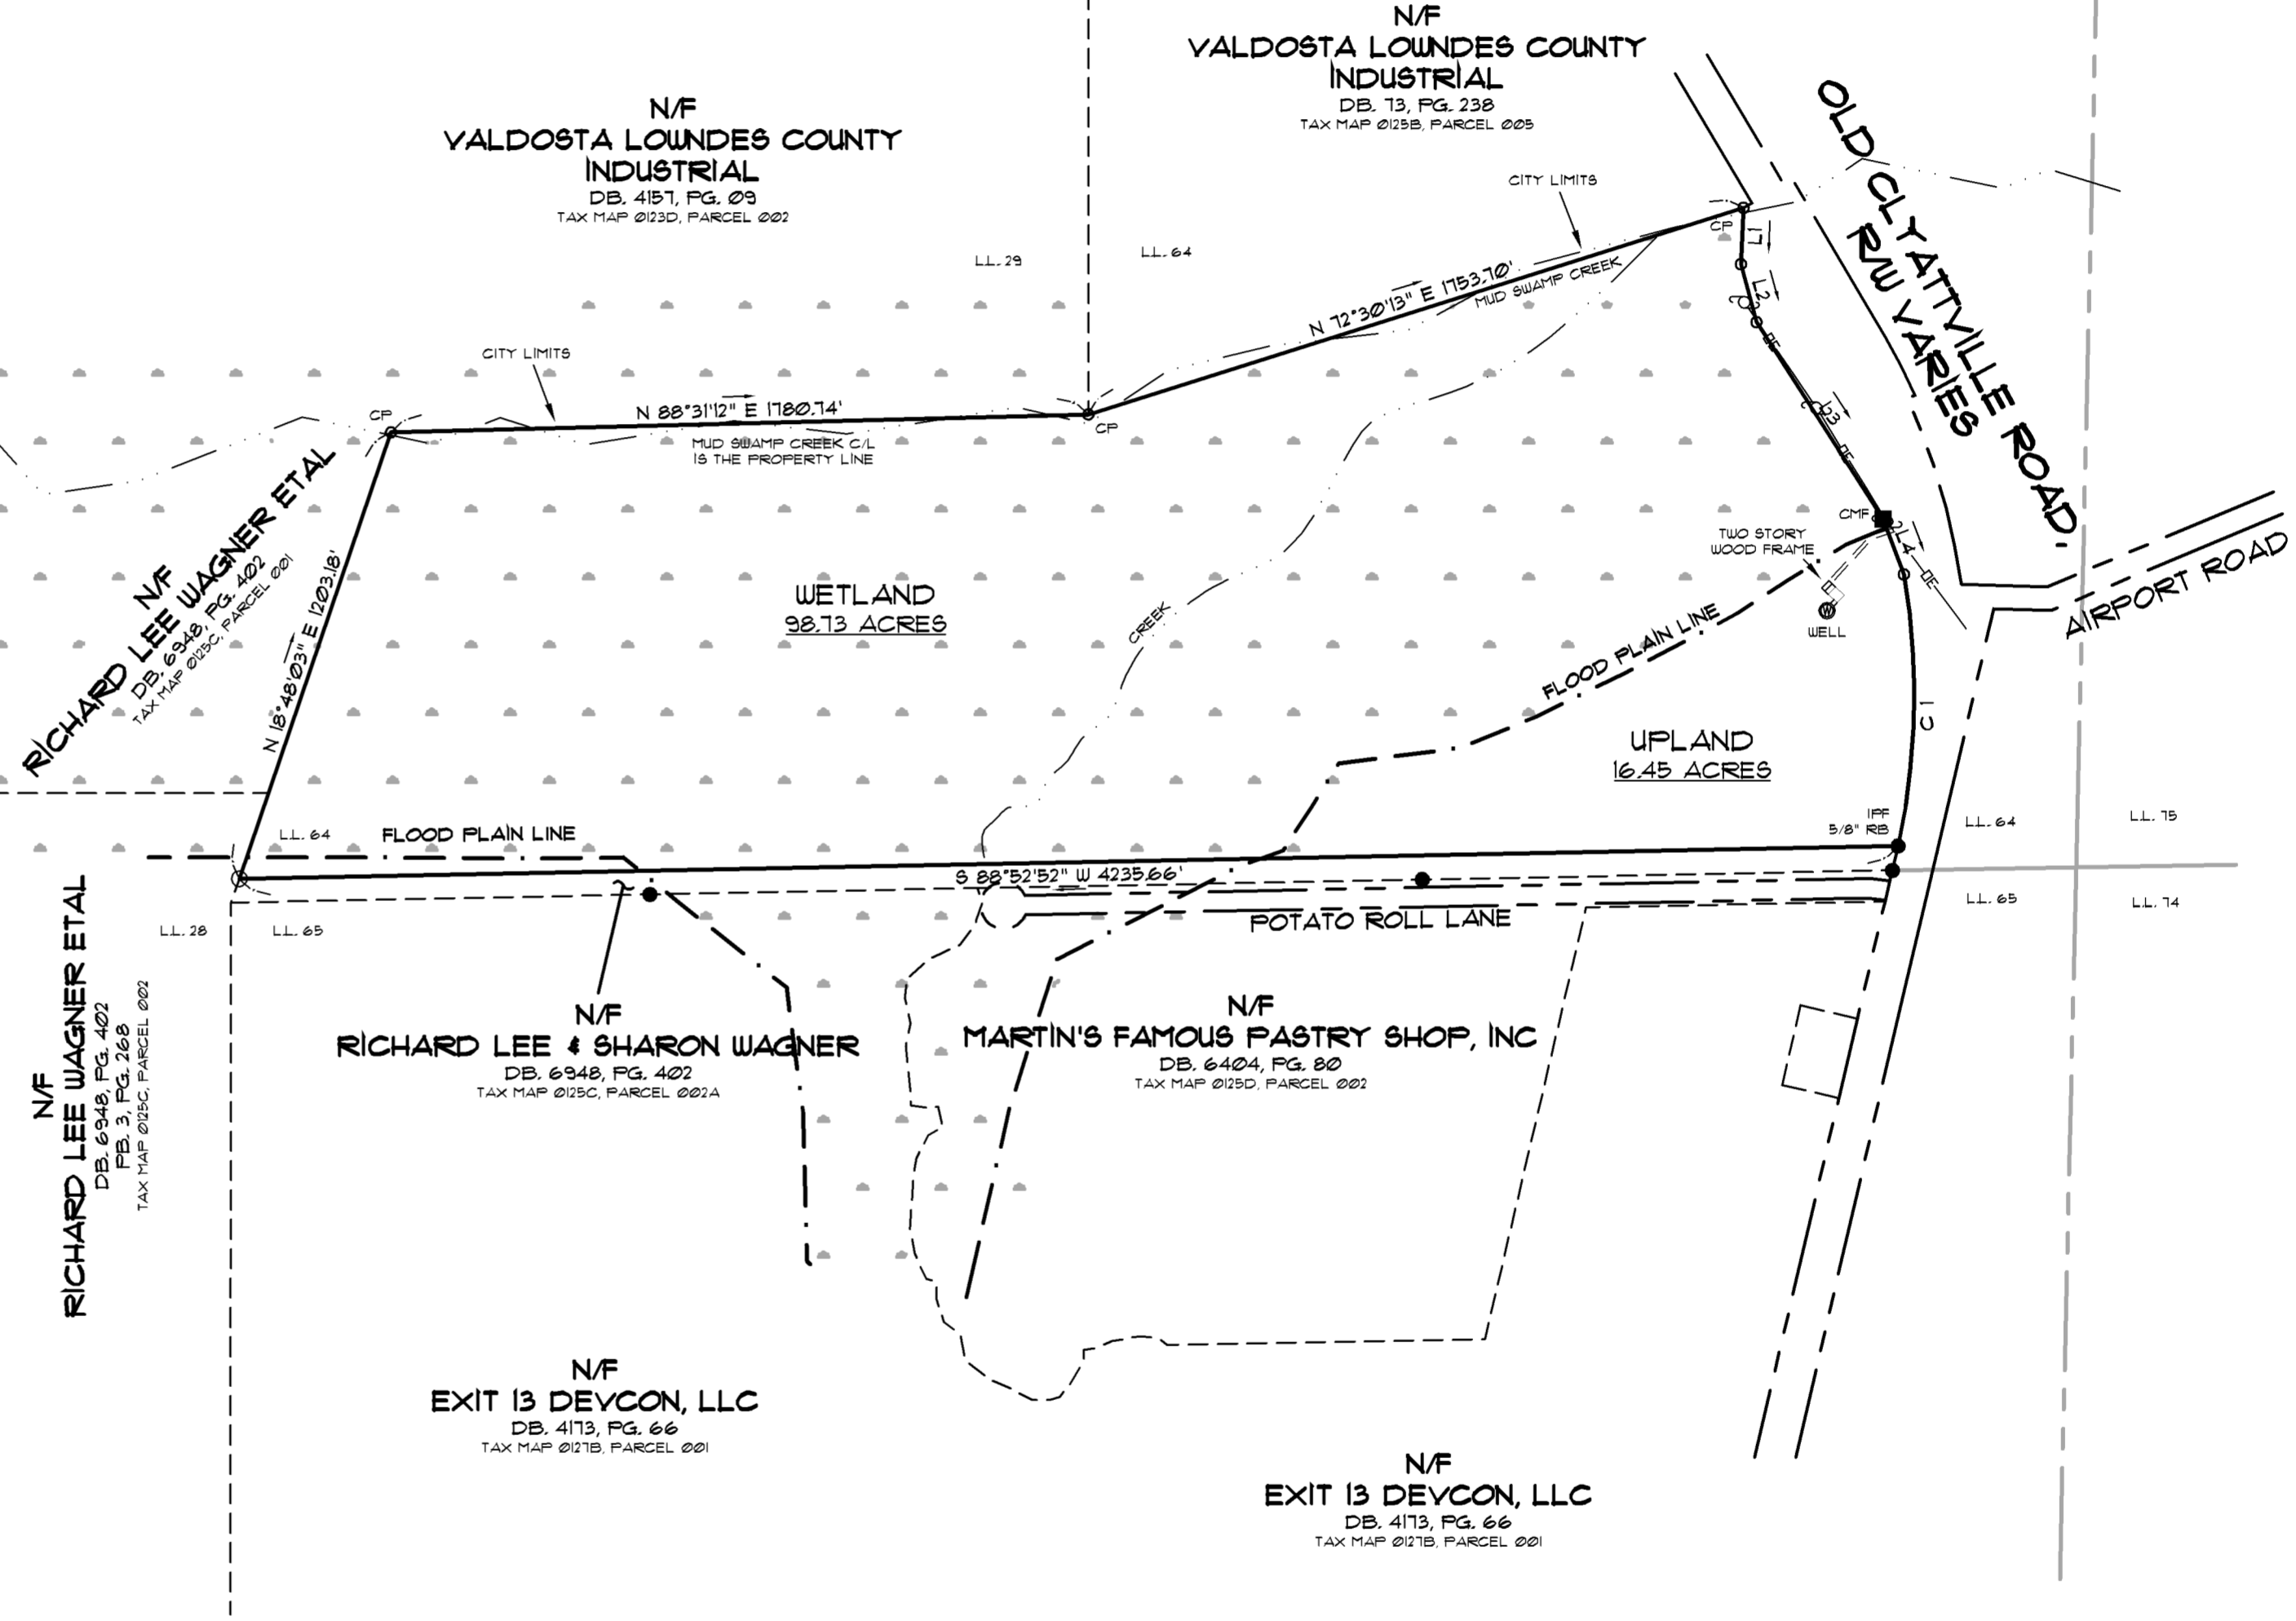 N/F
VALDOSTA LOWNDES COUNTY
INDUSTRIAL
DB. 73, PG. 238
TAX MAP 0125B, PARCEL 005
N/F
VALDOSTA LOWNDES COUNTY
INDUSTRIAL
DB. 4157, PG. 09
TAX MAP 0123D, PARCEL 002
OLD CLYATTVILLE ROAD.
R/W VARIES
CITY LIMITS
CP
L1
L.L. 29
L.L. 64
N 72°30'13" E 1753.70'
MUD SWAMP CREEK
L2
CITY LIMITS
CP
N 88°31'12" E 1780.74'
CP
MUD SWAMP CREEK C/L
IS THE PROPERTY LINE
L23
N/F
RICHARD LEE WAGNER ETAL
DB. 6948, PG. 402
TAX MAP 0125C, PARCEL 001
N 18°48'03" E 1203.18'
CMF
L4
TWO STORY
WOOD FRAME
W
WELL
AIRPORT ROAD
WETLAND
98.73 ACRES
CREEK
FLOOD PLAIN LINE
C 1
UPLAND
16.45 ACRES
IPF
5/8" RB
L.L. 64
L.L. 75
L.L. 64
FLOOD PLAIN LINE
S 88°52'52" W 4235.66'
L.L. 65
L.L. 74
POTATO ROLL LANE
L.L. 28
L.L. 65
N/F
RICHARD LEE WAGNER ETAL
DB. 6948, PG. 402
PB. 3, PG. 268
TAX MAP 0125C, PARCEL 002
N/F
RICHARD LEE & SHARON WAGNER
DB. 6948, PG. 402
TAX MAP 0125C, PARCEL 002A
N/F
MARTIN'S FAMOUS PASTRY SHOP, INC
DB. 6404, PG. 80
TAX MAP 0125D, PARCEL 002
N/F
EXIT 13 DEVCON, LLC
DB. 4173, PG. 66
TAX MAP 0127B, PARCEL 001
N/F
EXIT 13 DEVCON, LLC
DB. 4173, PG. 66
TAX MAP 0127B, PARCEL 001